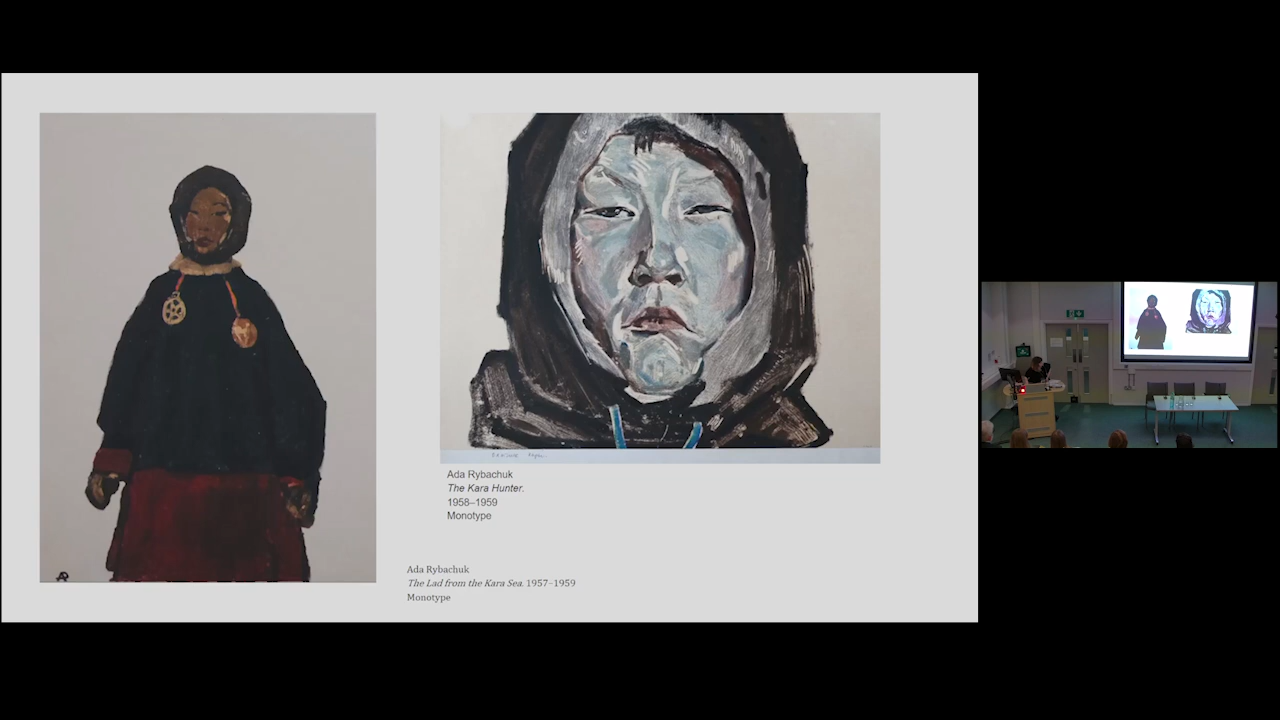 Ada Rybachuk
The Kara Hunter.
1958–1959
Monotype
Ada Rybachuk
The Lad from the Kara Sea. 1957–1959
Monotype